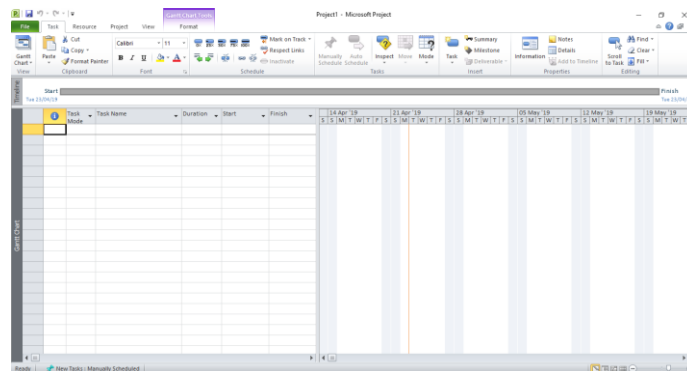 Gantt Chart Tools
Project1 - Microsoft Project
File Task Resource Project View Format
Gantt Chart
Paste
Cut
Copy
Format Painter
Calibri 11
B I U A
Mark on Track
Respect Links
Inactivate
Manually Schedule
Auto Schedule
Inspect
Move
Mode
Task
Summary
Milestone
Deliverable
Information
Notes
Details
Add to Timeline
Scroll to Task
Find
Clear
Fill
View Clipboard Font Schedule Tasks Insert Properties Editing
Timeline
Start
Tue 23/04/19
Finish
Tue 23/04/
Task Mode Task Name Duration Start Finish
14 Apr '19 21 Apr '19 28 Apr '19 05 May '19 12 May '19 19 May '19
S S M T W T F S S M T W T F S S M T W T F S S M T W T F S S M T W T F S S M T W T
Gantt Chart
Ready New Tasks : Manually Scheduled